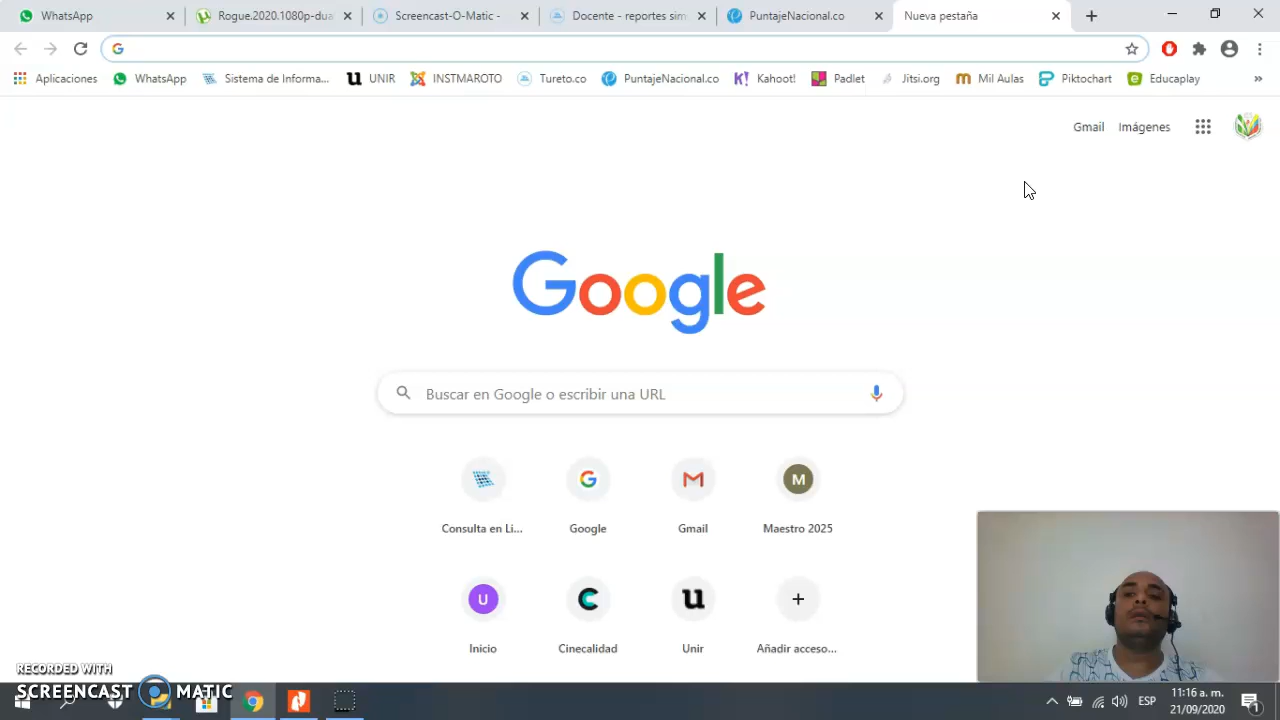 WhatsApp
Rogue.2020.1080p-dua
Screencast-O-Matic -
Docente - reportes sim
PuntajeNacional.co
Nueva pestaña
Aplicaciones
WhatsApp
Sistema de Informa...
UNIR
INSTMAROTO
Tureto.co
PuntajeNacional.co
Kahoot!
Padlet
Jitsi.org
Mil Aulas
Piktochart
Educaplay
»
Gmail
Imágenes
Google
Buscar en Google o escribir una URL
M
Consulta en Li...
Google
Gmail
Maestro 2025
U
u
+
Inicio
Cinecalidad
Unir
Añadir acceso...
RECORDED WITH
SCREENCAST MATIC
ESP
11:16 a. m.
21/09/2020
1